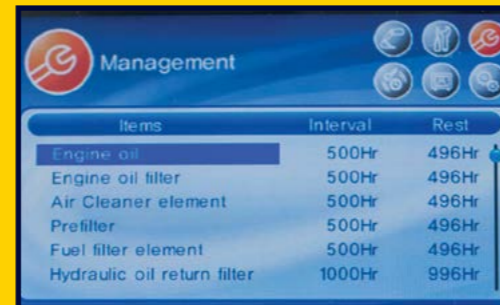 Management
Items Interval Rest
Engine oil 500Hr 496Hr
Engine oil filter 500Hr 496Hr
Air Cleaner element 500Hr 496Hr
Prefilter 500Hr 496Hr
Fuel filter element 500Hr 496Hr
Hydraulic oil return filter 1000Hr 996Hr